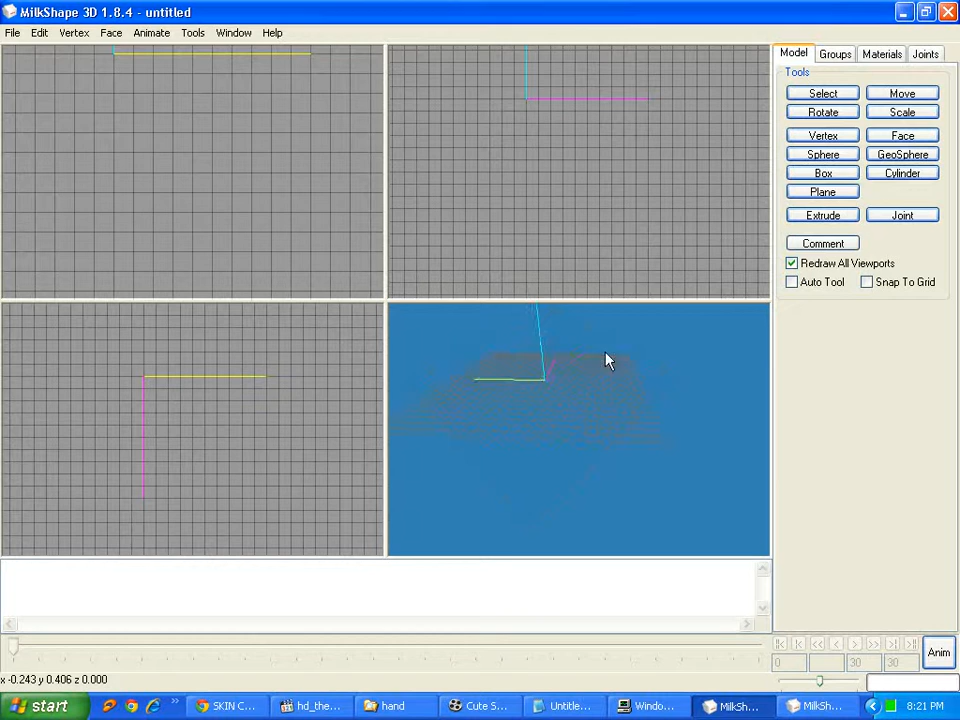 MilkShape 3D 1.8.4 - untitled
File Edit Vertex Face Animate Tools Window Help
Model Groups Materials Joints
Tools
Select Move
Rotate Scale
Vertex Face
Sphere GeoSphere
Box Cylinder
Plane
Extrude Joint
Comment
Redraw All Viewports
Auto Tool Snap To Grid
0 30 30 Anim
x -0.243 y 0.406 z 0.000
start SKIN C... hd_the... hand Cute S... Untitle... Windo... MilkSh... MilkSh... 8:21 PM